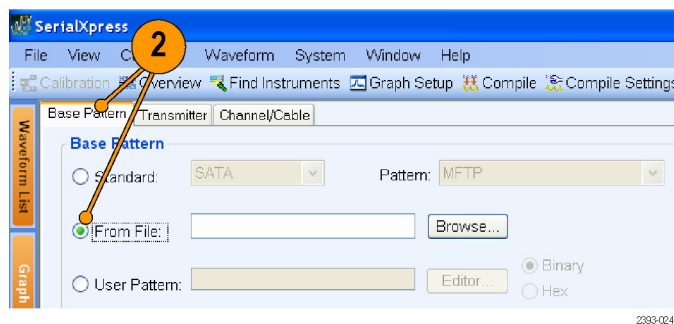 SerialXpress
2
File View Waveform System Window Help
Calibration Overview Find Instruments Graph Setup Compile Compile Settings
Base Pattern Transmitter Channel/Cable
Waveform List
Base Pattern
Standard: SATA Pattern: MFTP
From File: Browse...
Graph
User Pattern: Editor... Binary
Hex
2393-024